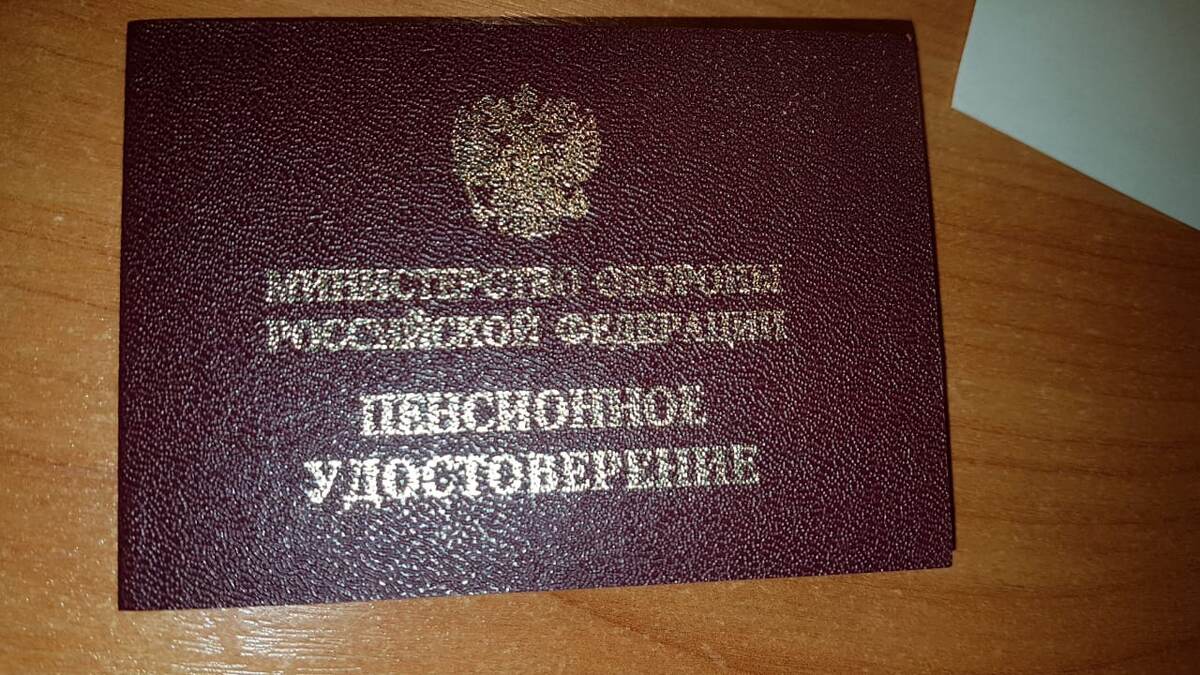 МИНИСТЕРСТВО ОБОРОНЫ
РОССИЙСКОЙ ФЕДЕРАЦИИ
ПЕНСИОННОЕ
УДОСТОВЕРЕНИЕ